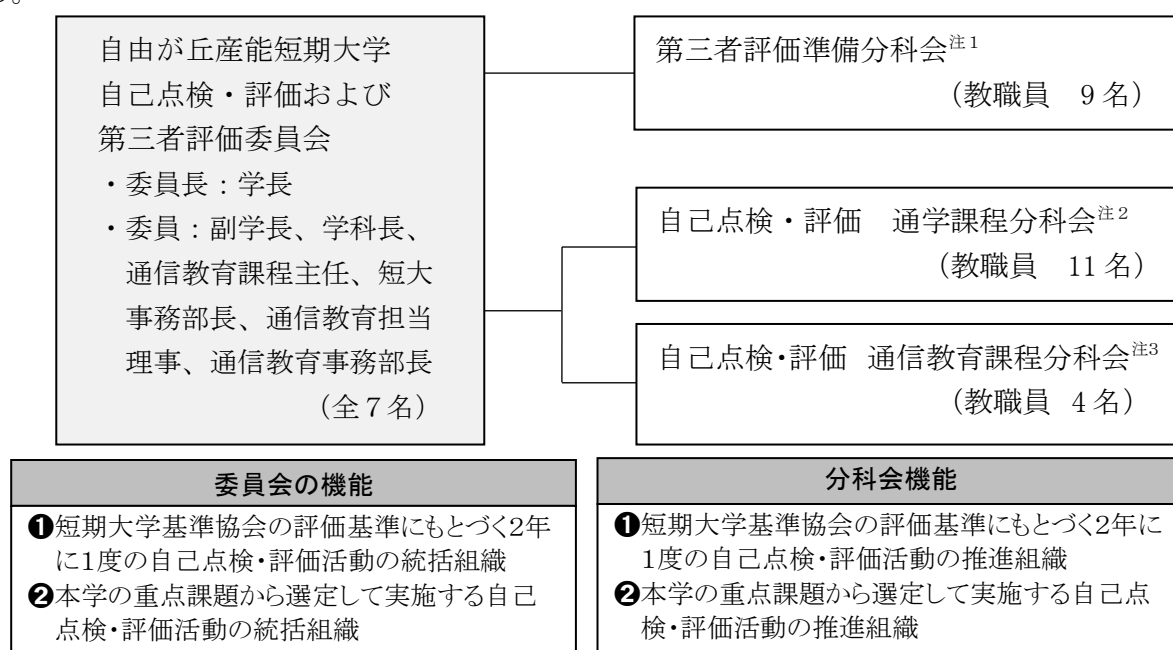 る。
自由が丘産能短期大学
自己点検・評価および
第三者評価委員会
・委員長：学長
・委員：副学長、学科長、
通信教育課程主任、短大
事務部長、通信教育担当
理事、通信教育事務部長
（全７名）
第三者評価準備分科会注１
（教職員　9 名）
自己点検・評価　通学課程分科会注２
（教職員　11 名）
自己点検･評価 通信教育課程分科会注3
（教職員 4 名）
委員会の機能
❶短期大学基準協会の評価基準にもとづく2年
に1度の自己点検・評価活動の統括組織
❷本学の重点課題から選定して実施する自己
点検・評価活動の統括組織
分科会機能
❶短期大学基準協会の評価基準にもとづく2年に
1度の自己点検・評価活動の推進組織
❷本学の重点課題から選定して実施する自己点
検・評価活動の推進組織